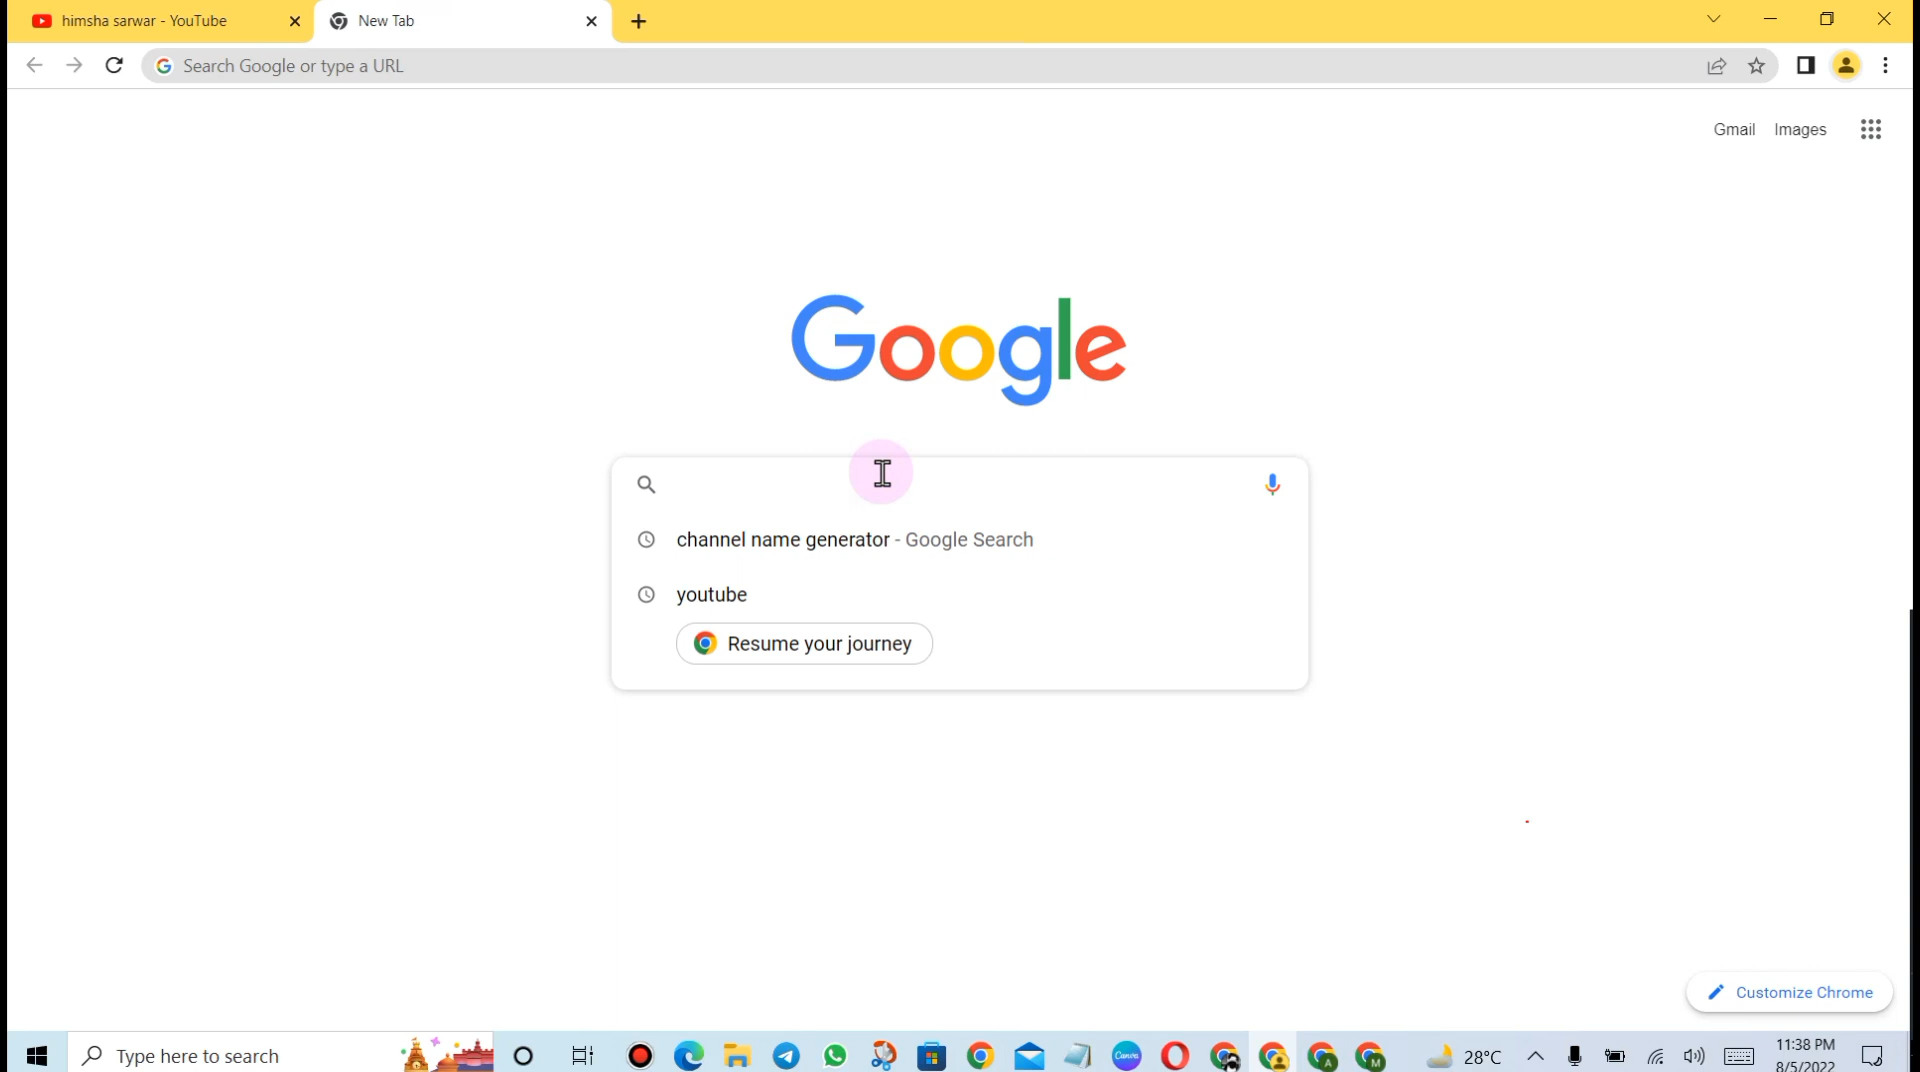 himsha sarwar - YouTube
New Tab
Search Google or type a URL
Gmail
Images
Google
channel name generator - Google Search
youtube
Resume your journey
Customize Chrome
Type here to search
Canva
A
M
28°C
11:38 PM
8/5/2022